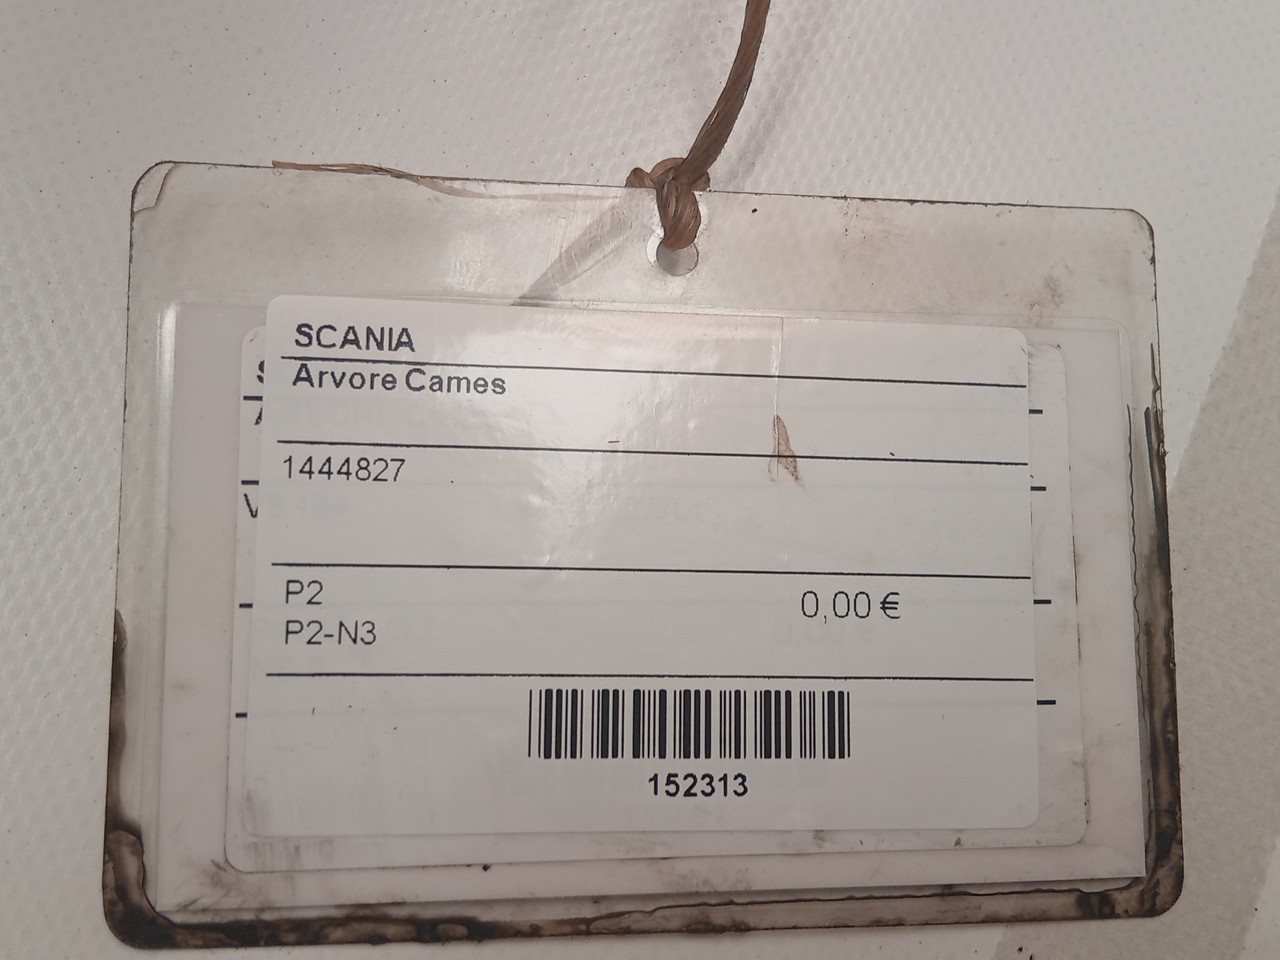 SCANIA
Arvore Cames
1444827
P2
0,00 €
P2-N3
152313